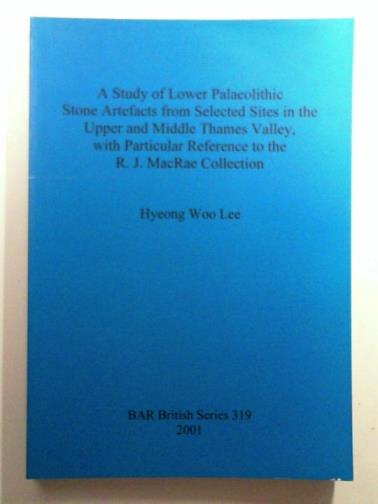 A Study of Lower Palaeolithic
Stone Artefacts from Selected Sites in the
Upper and Middle Thames Valley,
with Particular Reference to the
R. J. MacRae Collection
Hyeong Woo Lee
BAR British Series 319
2001